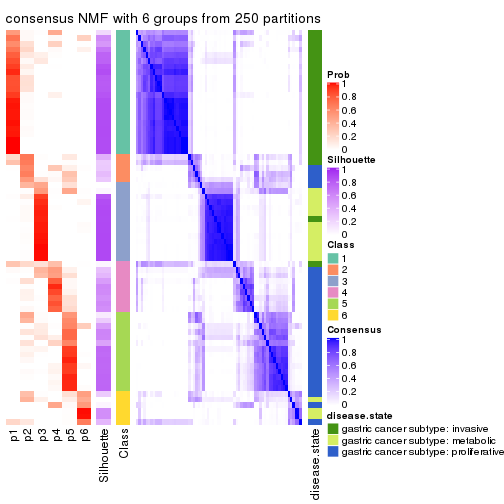 consensus NMF with 6 groups from 250 partitions
Prob
1
0.8
0.6
0.4
0.2
0
Silhouette
1
0.8
0.6
0.4
0.2
0
Class
1
2
3
4
5
6
Consensus
1
0.8
0.6
0.4
0.2
0
disease.state
gastric cancer subtype: invasive
gastric cancer subtype: metabolic
gastric cancer subtype: proliferative
p1
p2
p3
p4
p5
p6
Silhouette
Class
disease.state